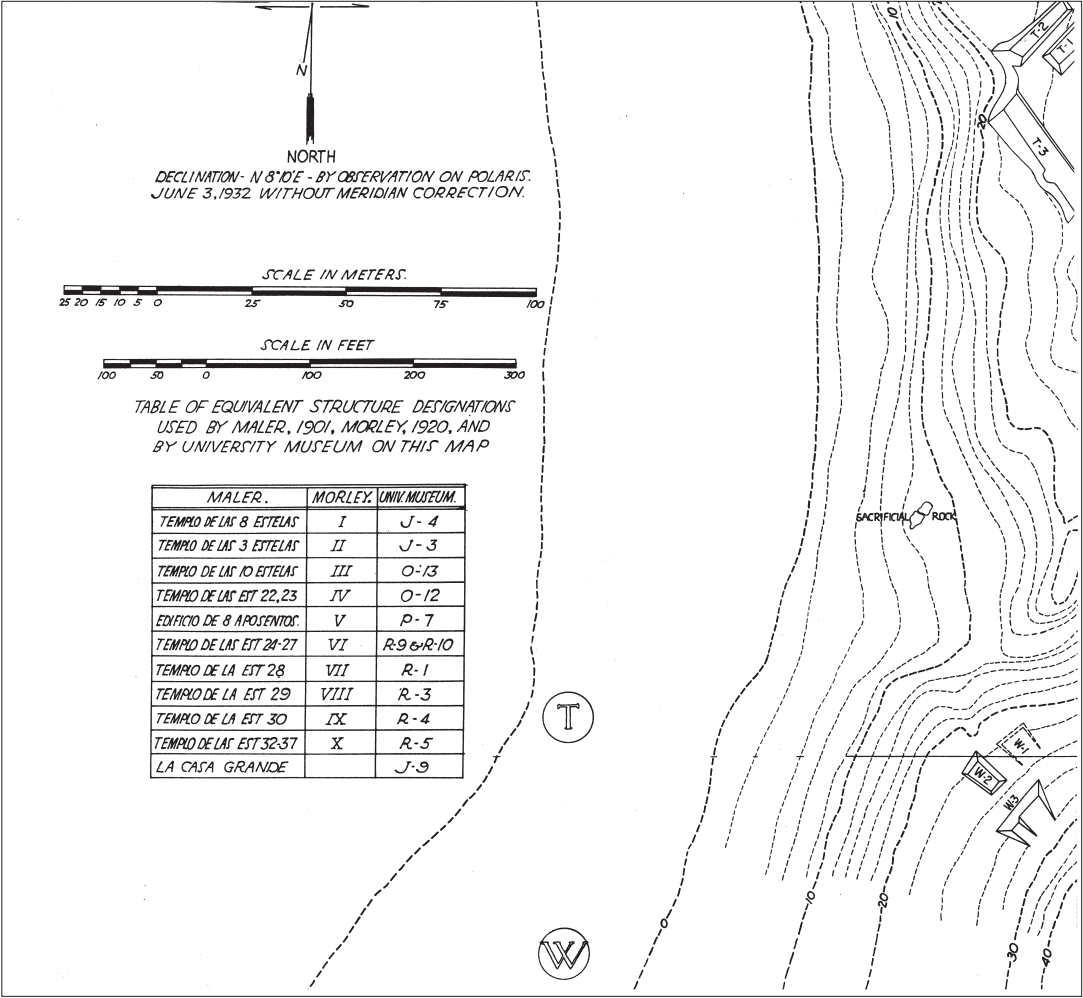 10
T-2
T-1
N
20
T-3
NORTH
DECLINATION - N 8°10'E - BY OBSERVATION ON POLARIS.
JUNE 3, 1932 WITHOUT MERIDIAN CORRECTION.
SCALE IN METERS.
25 20 15 10 5 0 25 50 75 100
SCALE IN FEET
100 50 0 100 200 300
TABLE OF EQUIVALENT STRUCTURE DESIGNATIONS
USED BY MALER, 1901, MORLEY, 1920, AND
BY UNIVERSITY MUSEUM ON THIS MAP
MALER. MORLEY. UNIV. MUSEUM.
TEMPLO DE LAS 8 ESTELAS I J-4
TEMPLO DE LAS 3 ESTELAS II J-3
TEMPLO DE LAS 10 ESTELAS III O-13
TEMPLO DE LAS EST 22,23 IV O-12
EDIFICIO DE 8 APOSENTOS. V P-7
TEMPLO DE LAS EST 24-27 VI R-9 & R-10
TEMPLO DE LA EST 28 VII R-1
TEMPLO DE LA EST 29 VIII R-3
TEMPLO DE LA EST 30 IX R-4
TEMPLO DE LAS EST 32-37 X R-5
LA CASA GRANDE J-9
SACRIFICIAL ROCK
T
W-1
W-2
W-3
10
20
0
W
30
40